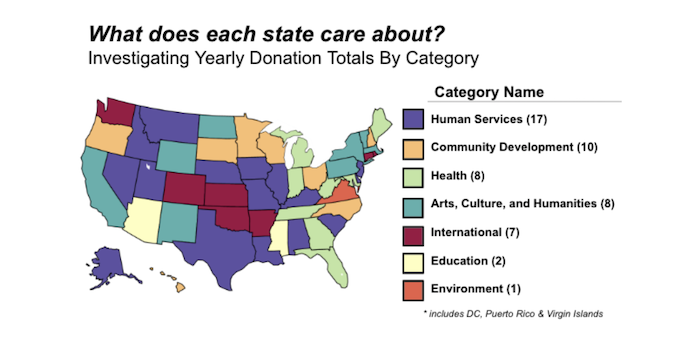 What does each state care about?
Investigating Yearly Donation Totals By Category
Category Name
Human Services (17)
Community Development (10)
Health (8)
Arts, Culture, and Humanities (8)
International (7)
Education (2)
Environment (1)
* includes DC, Puerto Rico & Virgin Islands